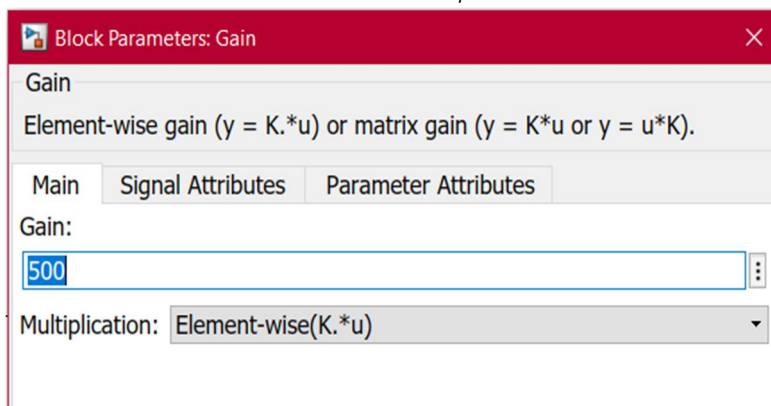 Block Parameters: Gain
Gain
Element-wise gain (y = K.*u) or matrix gain (y = K*u or y = u*K).
Main Signal Attributes Parameter Attributes
Gain:
500
Multiplication: Element-wise(K.*u)